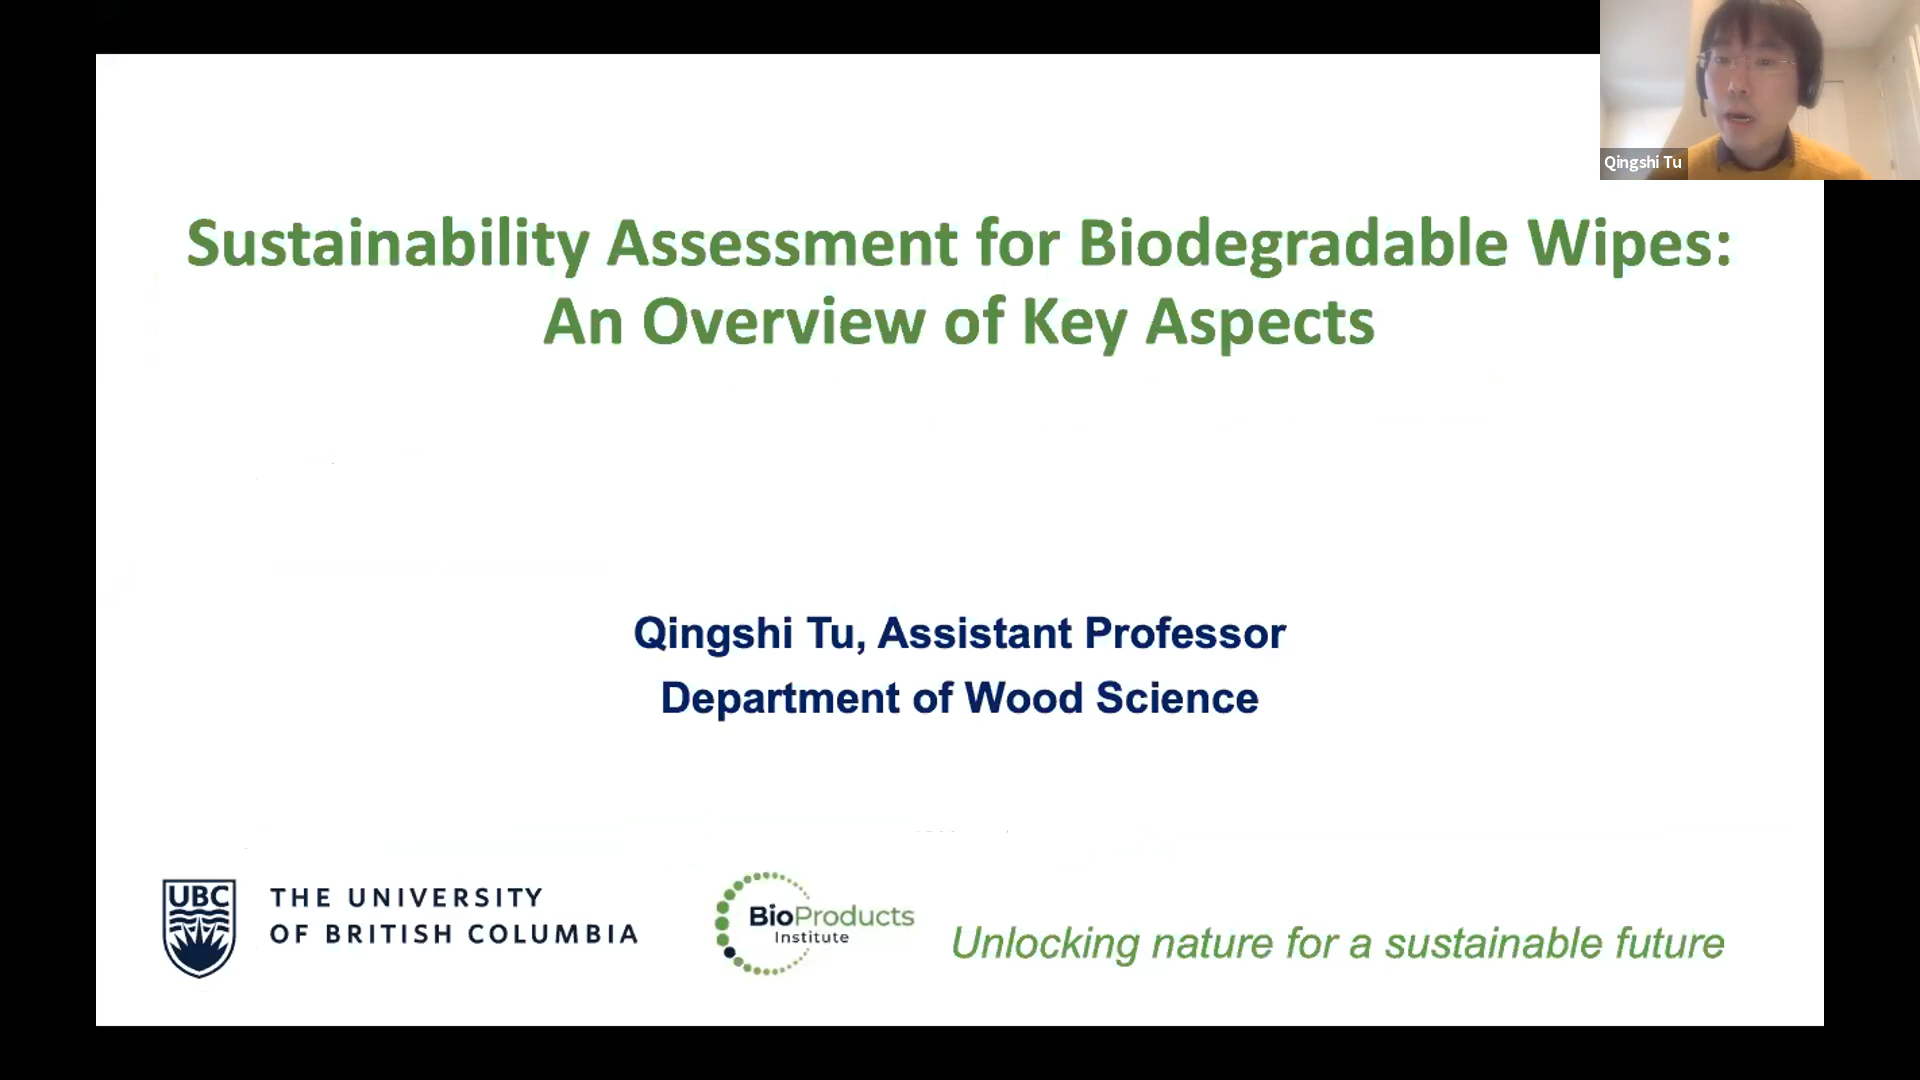 Qingshi Tu
Sustainability Assessment for Biodegradable Wipes:
An Overview of Key Aspects
Qingshi Tu, Assistant Professor
Department of Wood Science
UBC
THE UNIVERSITY
OF BRITISH COLUMBIA
BioProducts
Institute
Unlocking nature for a sustainable future